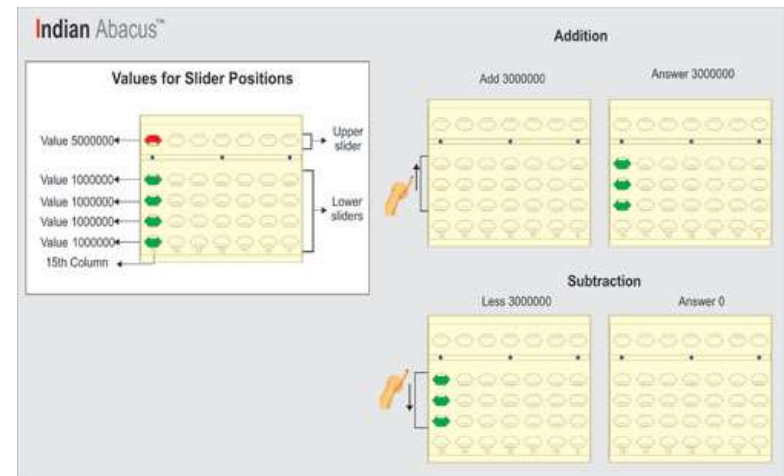 Indian Abacus™
Values for Slider Positions
Value 5000000
Upper
slider
Value 1000000
Value 1000000
Value 1000000
Value 1000000
Lower
sliders
15th Column
Addition
Add 3000000
Answer 3000000
Subtraction
Less 3000000
Answer 0